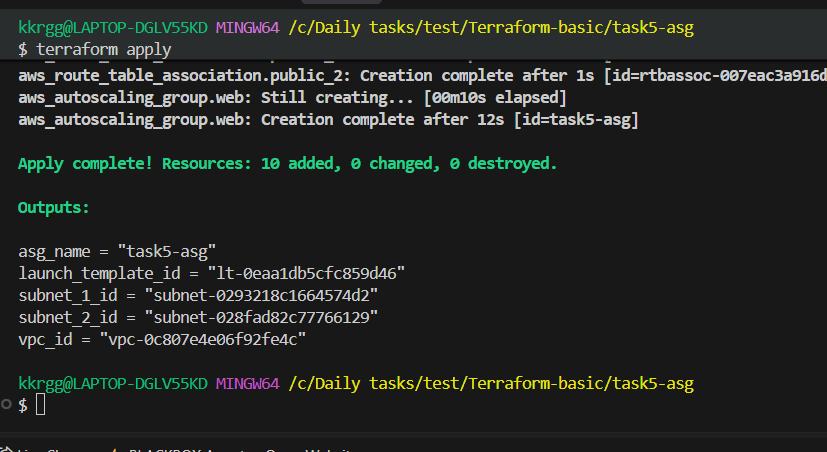 kkrgg@LAPTOP-DGLV55KD MINGW64 /c/Daily tasks/test/Terraform-basic/task5-asg
$ terraform apply
aws_route_table_association.public_2: Creation complete after 1s [id=rtbassoc-007eac3a916d
aws_autoscaling_group.web: Still creating... [00m10s elapsed]
aws_autoscaling_group.web: Creation complete after 12s [id=task5-asg]
Apply complete! Resources: 10 added, 0 changed, 0 destroyed.
Outputs:
asg_name = "task5-asg"
launch_template_id = "lt-0eaa1db5cfc859d46"
subnet_1_id = "subnet-0293218c1664574d2"
subnet_2_id = "subnet-028fad82c77766129"
vpc_id = "vpc-0c807e4e06f92fe4c"
kkrgg@LAPTOP-DGLV55KD MINGW64 /c/Daily tasks/test/Terraform-basic/task5-asg
$